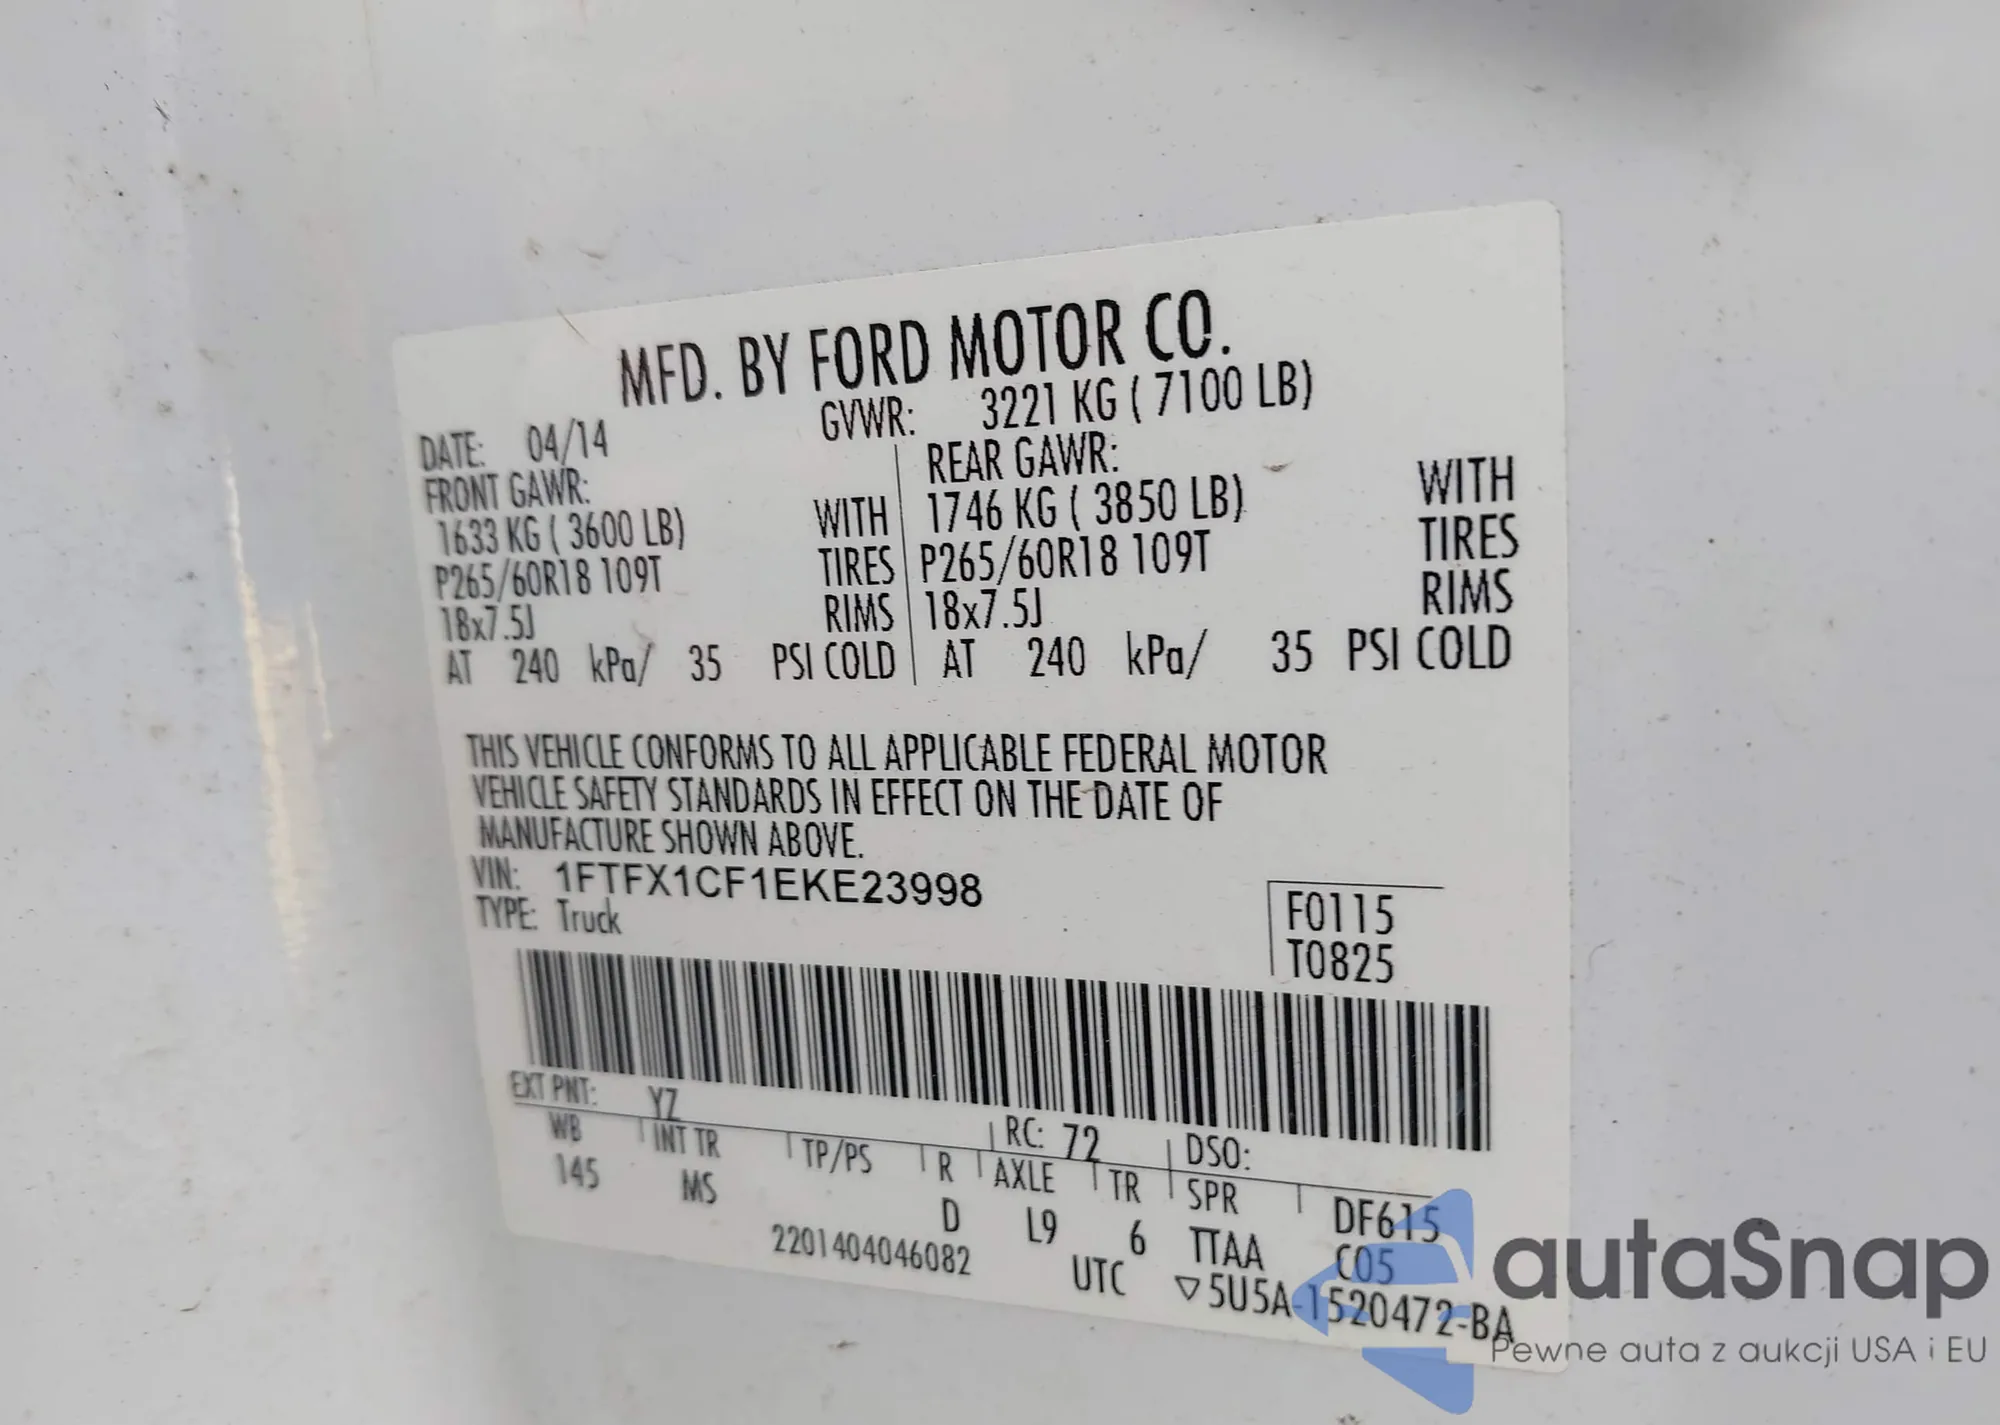 MFD. BY FORD MOTOR CO.
DATE: 04/14 GVWR: 3221 KG ( 7100 LB)
FRONT GAWR: REAR GAWR:
1633 KG ( 3600 LB) WITH 1746 KG ( 3850 LB) WITH
P265/60R18 109T TIRES P265/60R18 109T TIRES
18x7.5J RIMS 18x7.5J RIMS
AT 240 kPa/ 35 PSI COLD AT 240 kPa/ 35 PSI COLD
THIS VEHICLE CONFORMS TO ALL APPLICABLE FEDERAL MOTOR
VEHICLE SAFETY STANDARDS IN EFFECT ON THE DATE OF
MANUFACTURE SHOWN ABOVE.
VIN: 1FTFX1CF1EKE23998 F0115
TYPE: Truck T0825
EXT PNT: YZ RC: 72 DSO:
WB INT TR TP/PS R AXLE TR SPR DF615
145 MS D L9 6 TTAA C05
2201404046082 UTC ▽5U5A-1520472-BA
autaSnap
Pewne auta z aukcji USA i EU